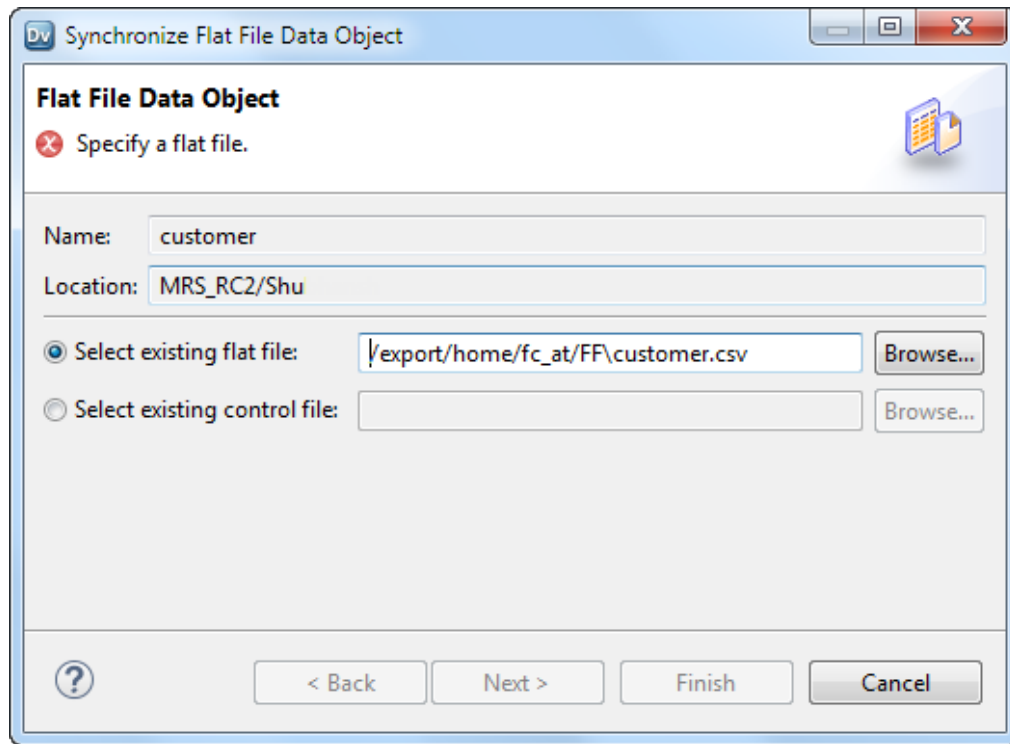 Dv Synchronize Flat File Data Object
Flat File Data Object
Specify a flat file.
Name: customer
Location: MRS_RC2/Shu
Select existing flat file: /export/home/fc_at/FF\customer.csv Browse...
Select existing control file: Browse...
? < Back Next > Finish Cancel